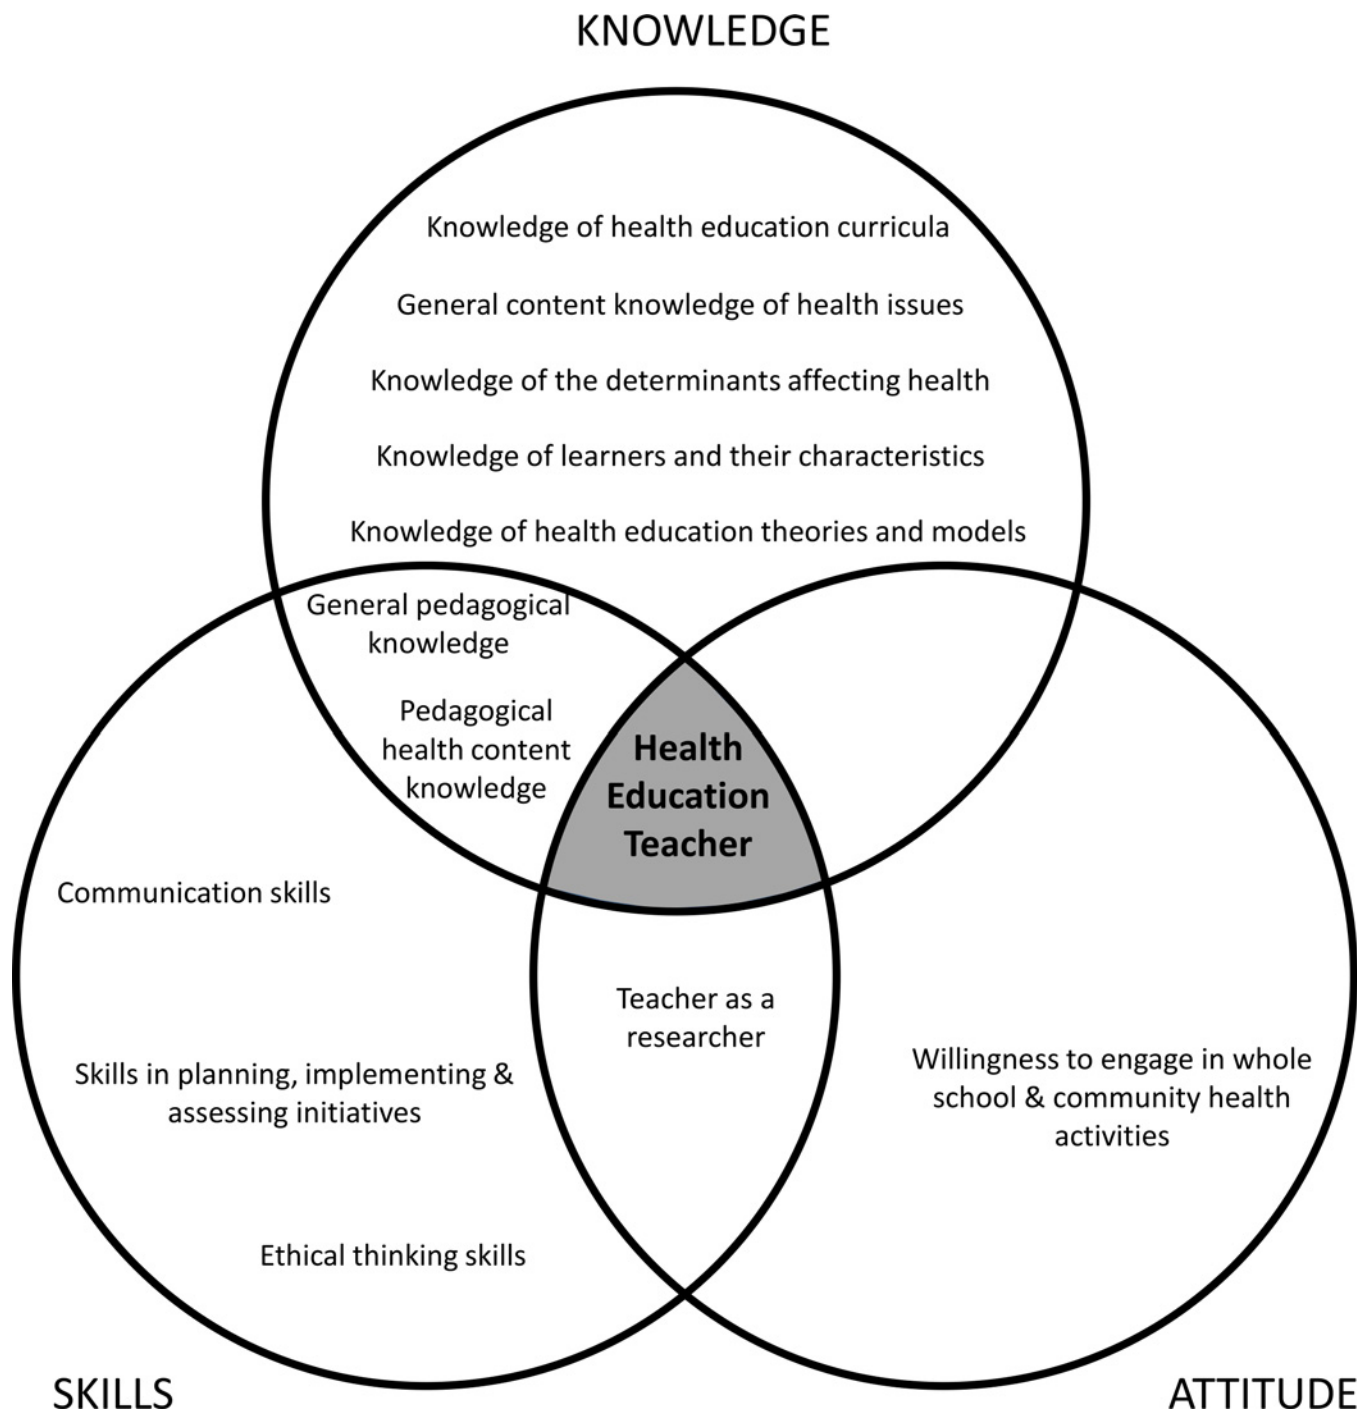 KNOWLEDGE
Knowledge of health education curricula
General content knowledge of health issues
Knowledge of the determinants affecting health
Knowledge of learners and their characteristics
Knowledge of health education theories and models
General pedagogical
knowledge
Pedagogical
health content
knowledge
Health
Education
Teacher
Communication skills
Teacher as a
researcher
Skills in planning, implementing &
assessing initiatives
Willingness to engage in whole
school & community health
activities
Ethical thinking skills
SKILLS
ATTITUDE